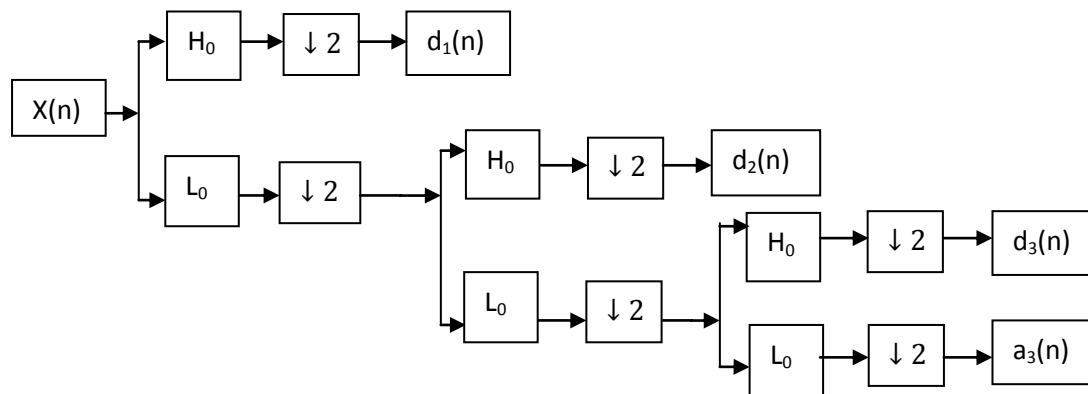 H₀ ↓ 2 d₁(n)
X(n)
L₀ ↓ 2 H₀ ↓ 2 d₂(n)
H₀ ↓ 2 d₃(n)
L₀ ↓ 2
L₀ ↓ 2 a₃(n)